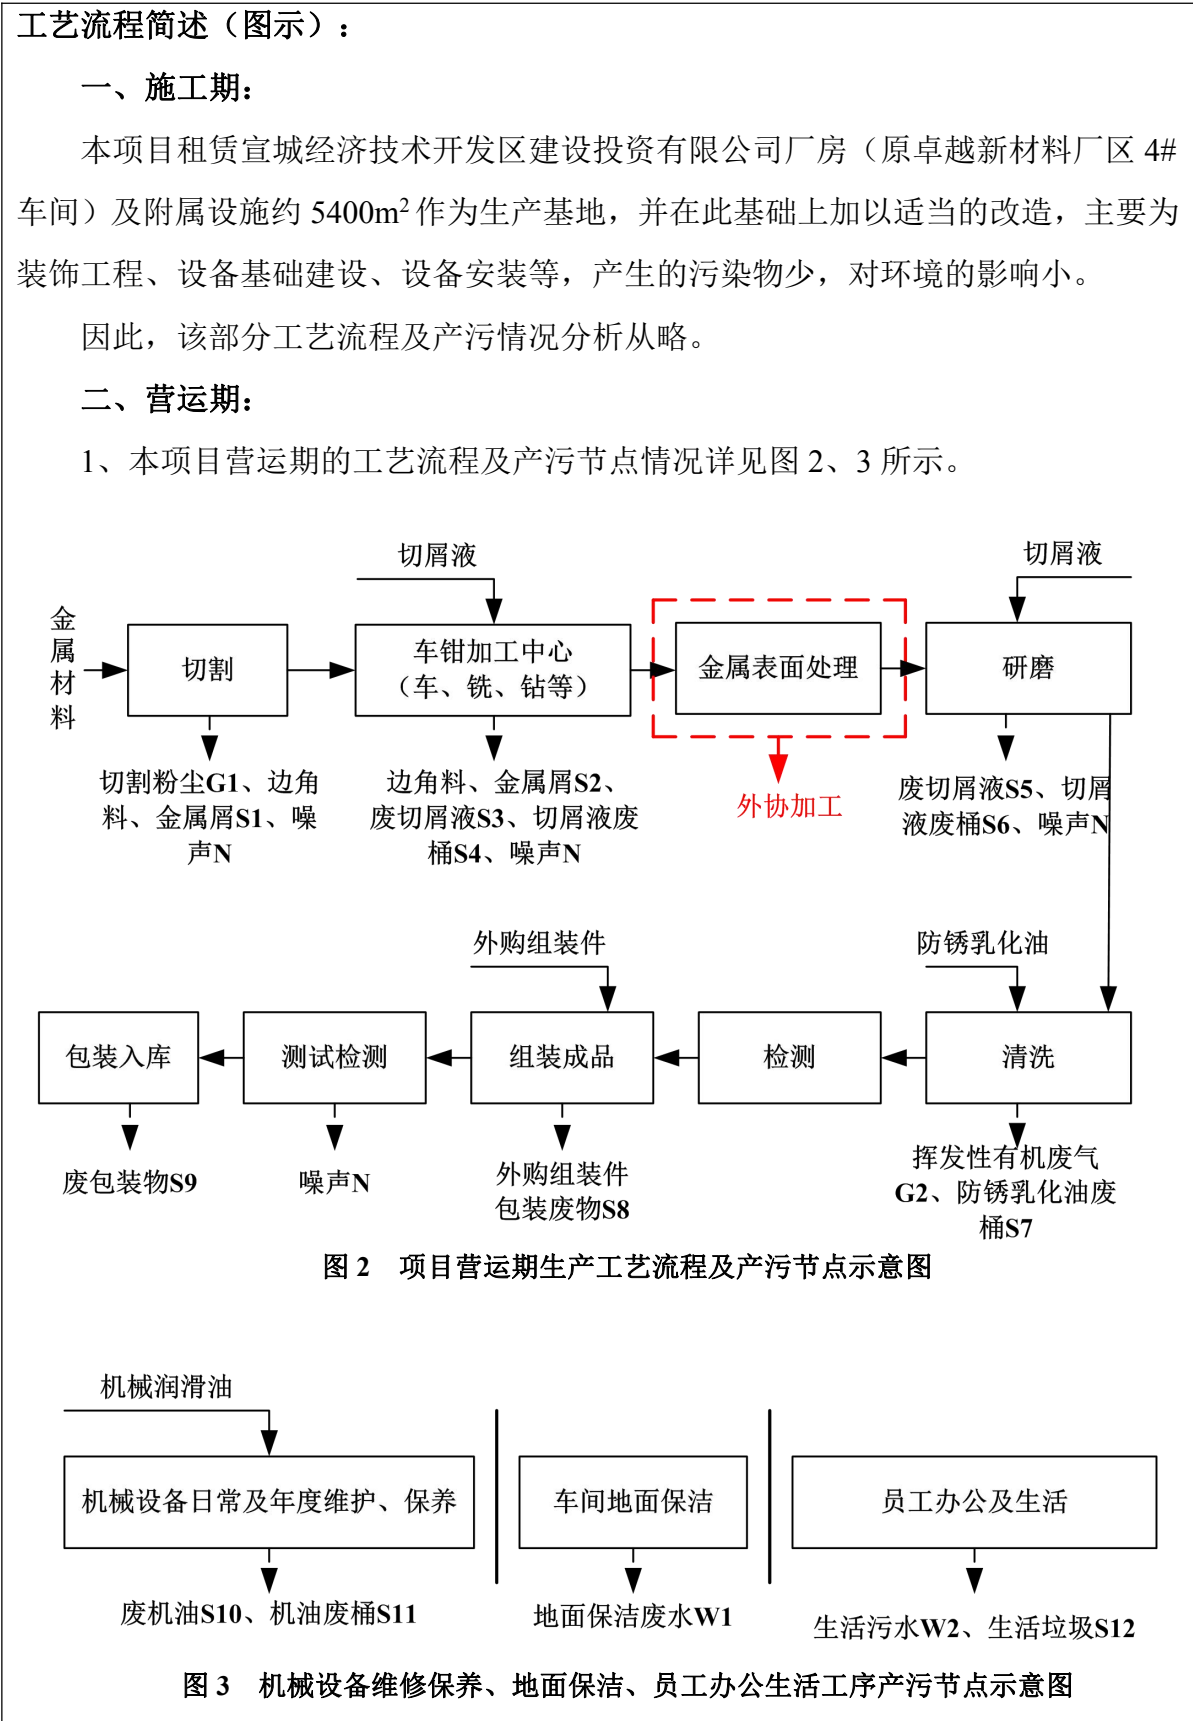 工艺流程简述（图示）：
一、施工期：
本项目租赁宣城经济技术开发区建设投资有限公司厂房（原卓越新材料厂区 4#
车间）及附属设施约 5400m²作为生产基地，并在此基础上加以适当的改造，主要为
装饰工程、设备基础建设、设备安装等，产生的污染物少，对环境的影响小。
因此，该部分工艺流程及产污情况分析从略。
二、营运期：
1、本项目营运期的工艺流程及产污节点情况详见图 2、3 所示。
切屑液
切屑液
金属材料
切割
车钳加工中心
（车、铣、钻等）
金属表面处理
研磨
切割粉尘G1、边角
料、金属屑S1、噪
声N
边角料、金属屑S2、
废切屑液S3、切屑液废
桶S4、噪声N
外协加工
废切屑液S5、切屑
液废桶S6、噪声N
外购组装件
防锈乳化油
包装入库
测试检测
组装成品
检测
清洗
废包装物S9
噪声N
外购组装件
包装废物S8
挥发性有机废气
G2、防锈乳化油废
桶S7
图 2 项目营运期生产工艺流程及产污节点示意图
机械润滑油
机械设备日常及年度维护、保养
车间地面保洁
员工办公及生活
废机油S10、机油废桶S11
地面保洁废水W1
生活污水W2、生活垃圾S12
图 3 机械设备维修保养、地面保洁、员工办公生活工序产污节点示意图